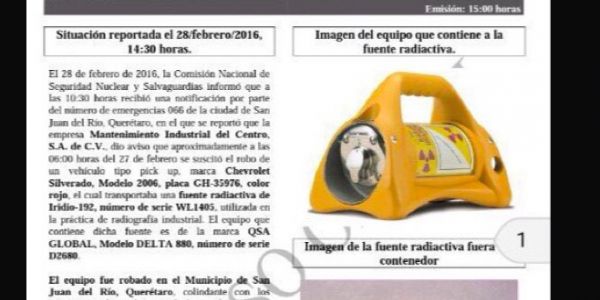 Emisión: 15:00 horas
Situación reportada el 28/febrero/2016,
14:30 horas.
El 28 de febrero de 2016, la Comisión Nacional de
Seguridad Nuclear y Salvaguardias informó que a
las 10:30 horas recibió una notificación por parte
del número de emergencias 066 de la ciudad de San
Juan del Río, Querétaro, en el que se reportó que la
empresa Mantenimiento Industrial del Centro,
S.A. de C.V., dio aviso que aproximadamente a las
06:00 horas del 27 de febrero se suscitó el robo de
un vehículo tipo pick up, marca Chevrolet
Silverado, Modelo 2006, placa GH-35976, color
rojo, el cual transportaba una fuente radiactiva de
Iridio-192, número de serie WL1405, utilizada en
la práctica de radiografía industrial. El equipo que
contiene dicha fuente es de la marca QSA
GLOBAL, Modelo DELTA 880, número de serie
D2680.
El equipo fue robado en el Municipio de San
Juan del Río, Querétaro, colindante con los
Imagen del equipo que contiene a la
fuente radiactiva.
Imagen de la fuente radiactiva fuera
contenedor
1